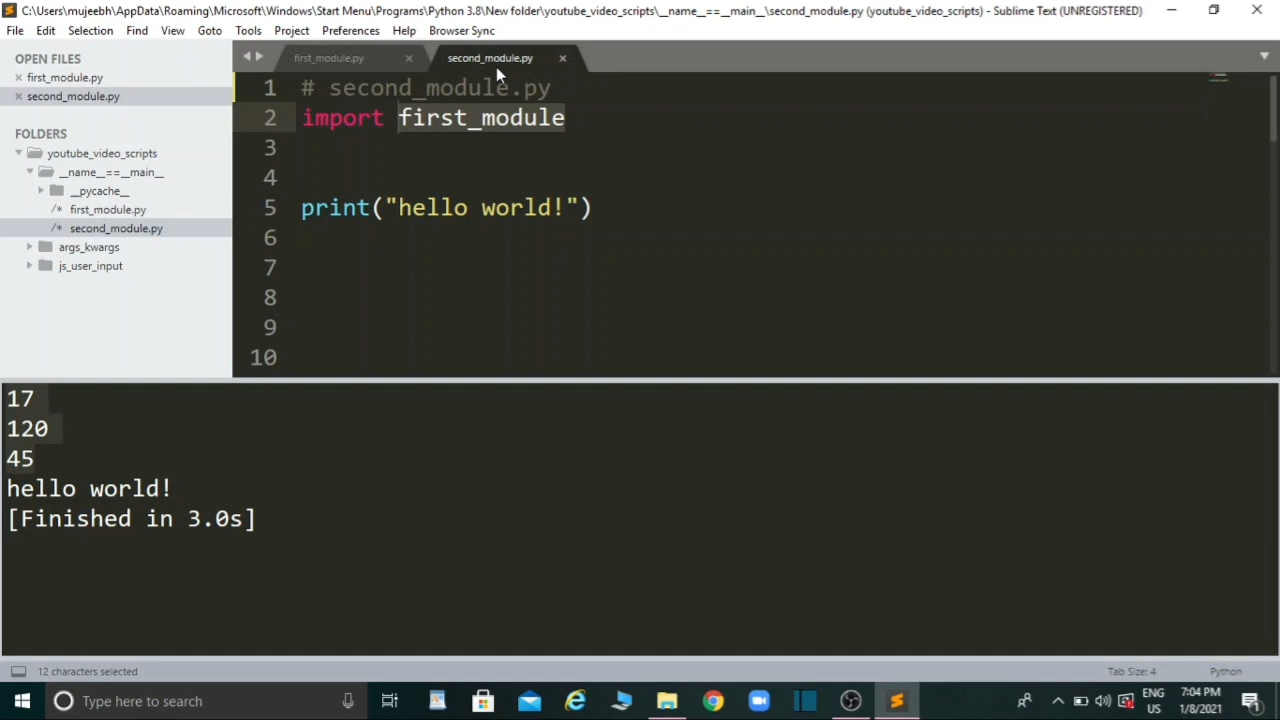 C:\Users\mujeebh\AppData\Roaming\Microsoft\Windows\Start Menu\Programs\Python 3.8\New folder\youtube_video_scripts\__name__==__main__\second_module.py (youtube_video_scripts) - Sublime Text (UNREGISTERED)
File Edit Selection Find View Goto Tools Project Preferences Help Browser Sync
OPEN FILES
first_module.py
second_module.py
FOLDERS
youtube_video_scripts
__name__==__main__
__pycache__
/* first_module.py
/* second_module.py
args_kwargs
js_user_input
first_module.py
second_module.py
1 # second_module.py
2 import first_module
3
4
5 print("hello world!")
6
7
8
9
10
17
120
45
hello world!
[Finished in 3.0s]
12 characters selected
Tab Size: 4
Python
Type here to search
ENG
US
7:04 PM
1/8/2021
1